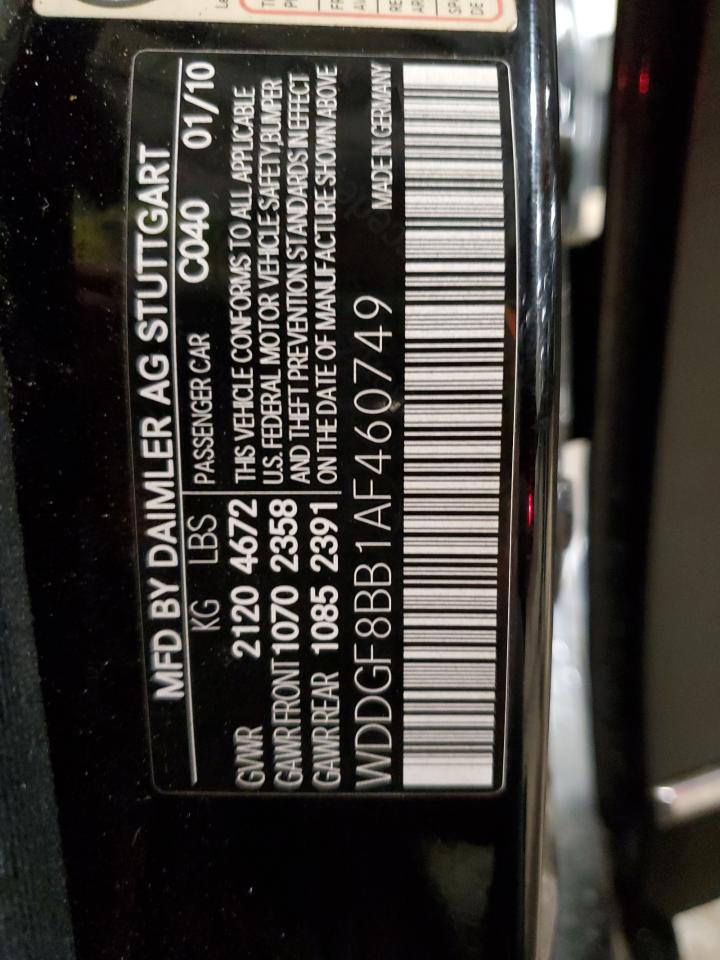 MFD BY DAIMLER AG STUTTGART
KG LBS PASSENGER CAR C040 01/10
GVWR 2120 4672 THIS VEHICLE CONFORMS TO ALL APPLICABLE
GAWR FRONT 1070 2358 U.S. FEDERAL MOTOR VEHICLE SAFETY, BUMPER
AND THEFT PREVENTION STANDARDS IN EFFECT
GAWR REAR 1085 2391 ON THE DATE OF MANUFACTURE SHOWN ABOVE
WDDGF8BB1AF460749 MADE IN GERMANY